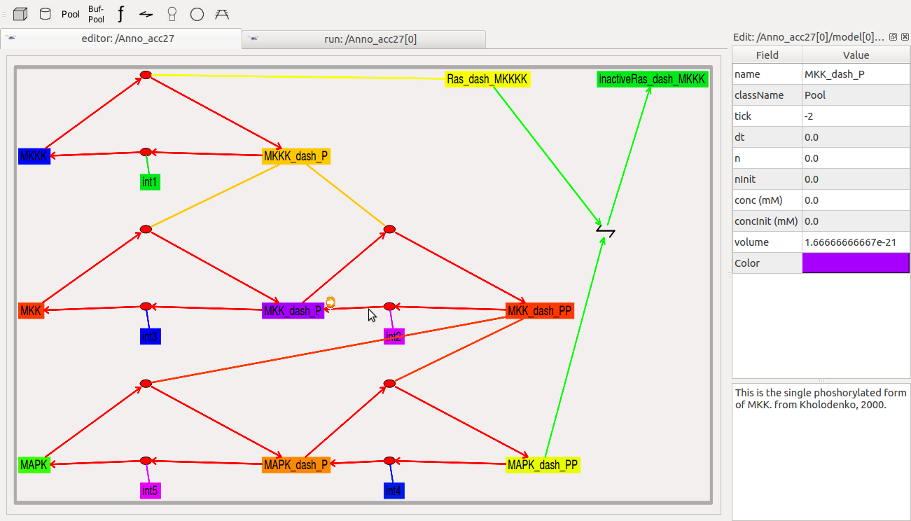 Pool
Buf-
Pool
editor: /Anno_acc27
run: /Anno_acc27[0]
Ras_dash_MKKKK
inactiveRas_dash_MKKK
MKKK
MKKK_dash_P
int1
MKK
MKK_dash_P
MKK_dash_PP
int3
int2
MAPK
MAPK_dash_P
MAPK_dash_PP
int5
int4
Edit: /Anno_acc27[0]/model[0]...
Field Value
name MKK_dash_P
className Pool
tick -2
dt 0.0
n 0.0
nInit 0.0
conc (mM) 0.0
concInit (mM) 0.0
volume 1.66666666667e-21
Color
This is the single phoshorylated form
of MKK. from Kholodenko, 2000.